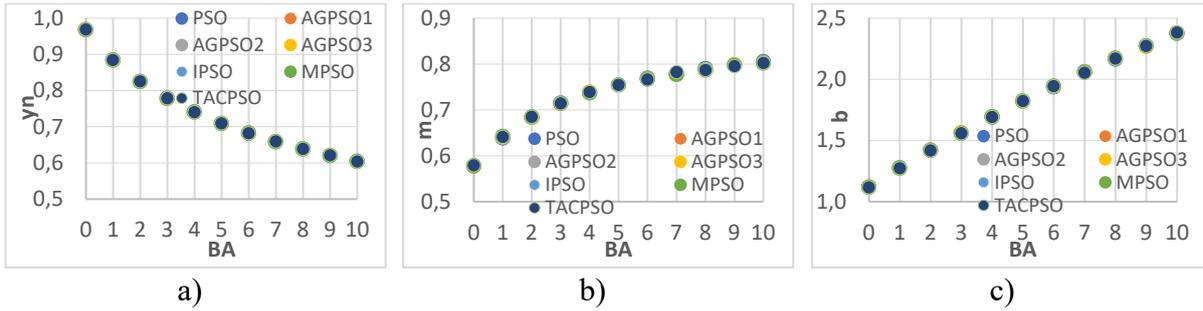 1,0
0,9
0,8
0,7
0,6
0,5
yn
PSO AGPSO1
AGPSO2 AGPSO3
IPSO MPSO
TACPSO
0 1 2 3 4 5 6 7 8 9 10
BA
a)
0,9
0,8
0,7
0,6
0,5
m
PSO AGPSO1
AGPSO2 AGPSO3
IPSO MPSO
TACPSO
0 1 2 3 4 5 6 7 8 9 10
BA
b)
2,5
2,0
1,5
1,0
b
PSO AGPSO1
AGPSO2 AGPSO3
IPSO MPSO
TACPSO
0 1 2 3 4 5 6 7 8 9 10
BA
c)